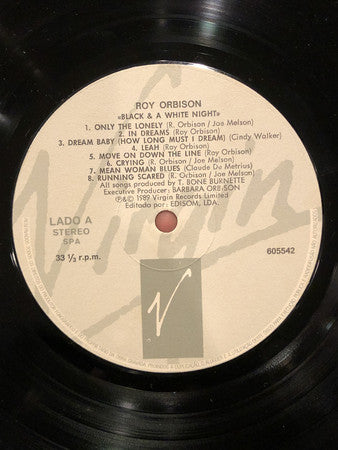 ROY ORBISON
«BLACK & A WHITE NIGHT»
1. ONLY THE LONELY (R. Orbison / Joe Melson)
2. IN DREAMS (Roy Orbison)
3. DREAM BABY (HOW LONG MUST I DREAM) (Cindy Walker)
4. LEAH (Roy Orbison)
5. MOVE ON DOWN THE LINE (Roy Orbison)
6. CRYING (R. Orbison / Joe Melson)
7. MEAN WOMAN BLUES (Claude De Metrius)
8. RUNNING SCARED (R. Orbison / Joe Melson)
All songs produced by T. BONE BURNETTE
Executive Producer: BARBARA ORBISON
℗&© 1989 Virgin Records Limited
Editado por: EDISOM, LDA.
LADO A
STEREO
SPA
33 ⅓ r.p.m.
605542
Virgin
V